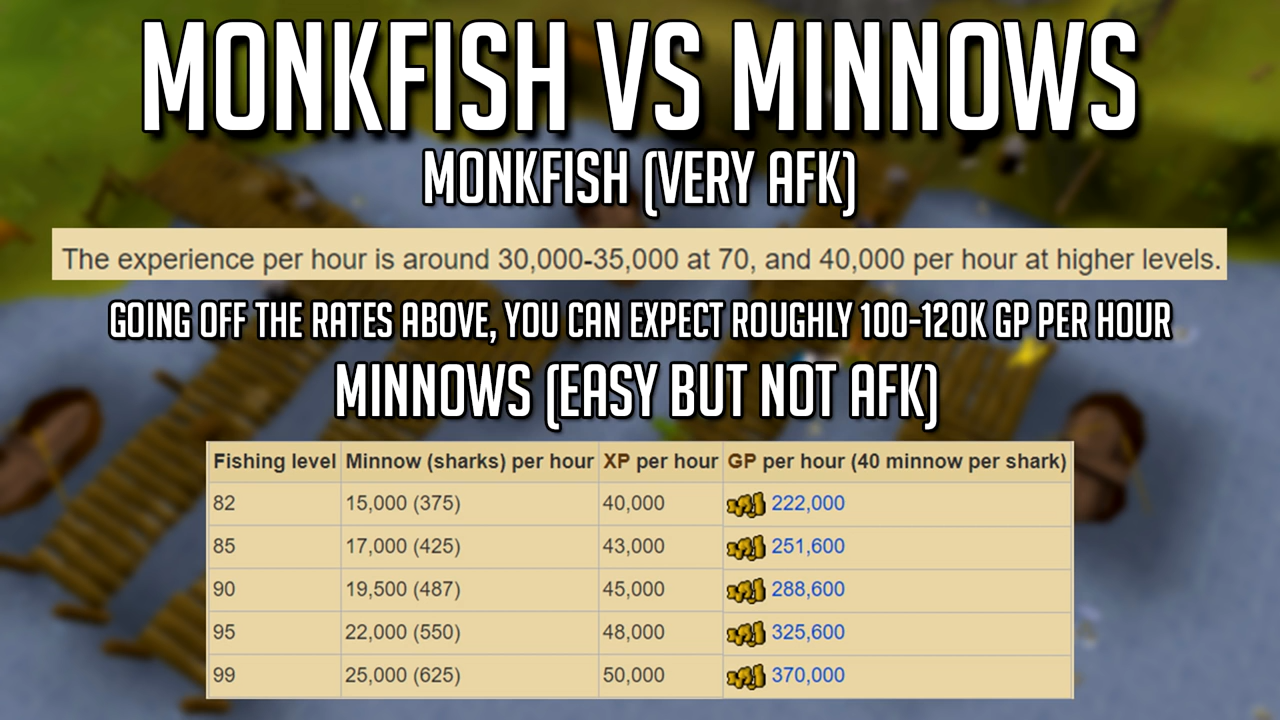 MONKFISH VS MINNOWS
MONKFISH (VERY AFK)
The experience per hour is around 30,000-35,000 at 70, and 40,000 per hour at higher levels.
GOING OFF THE RATES ABOVE, YOU CAN EXPECT ROUGHLY 100-120K GP PER HOUR
MINNOWS (EASY BUT NOT AFK)
Fishing level Minnow (sharks) per hour XP per hour GP per hour (40 minnow per shark)
82 15,000 (375) 40,000 222,000
85 17,000 (425) 43,000 251,600
90 19,500 (487) 45,000 288,600
95 22,000 (550) 48,000 325,600
99 25,000 (625) 50,000 370,000